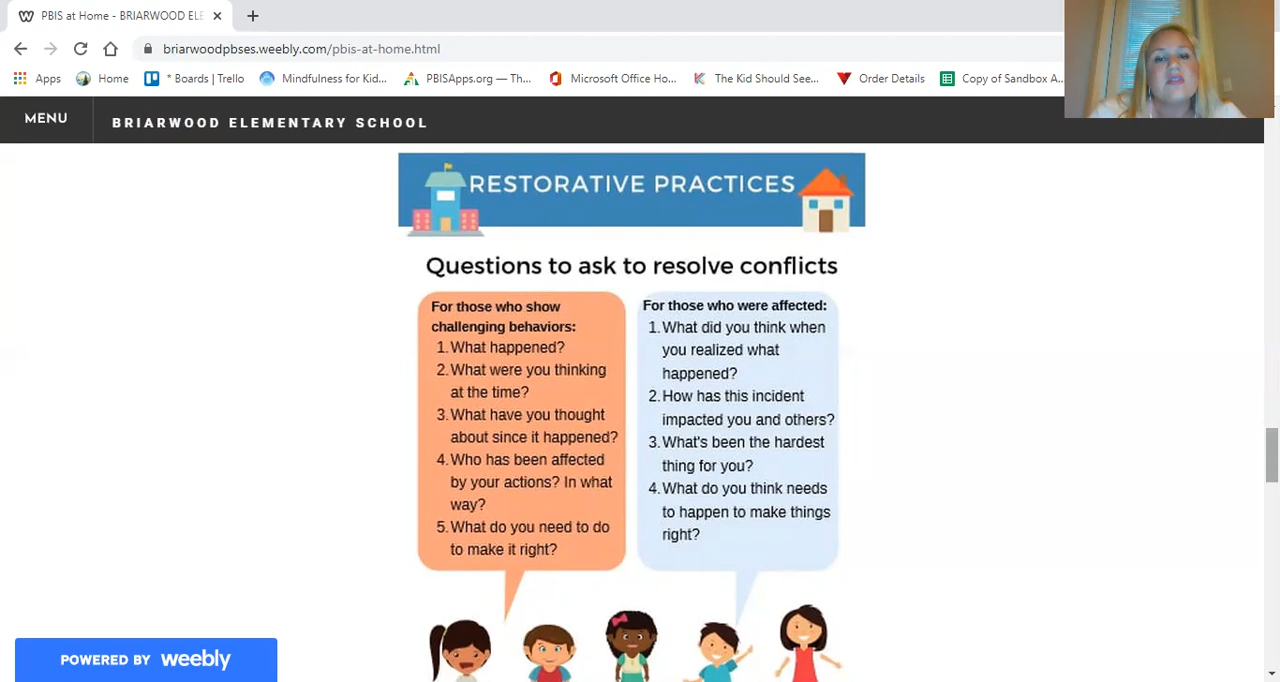 PBIS at Home - BRIARWOOD ELE
briarwoodpbses.weebly.com/pbis-at-home.html
Apps Home * Boards | Trello Mindfulness for Kid... PBISApps.org — Th... Microsoft Office Ho... The Kid Should See... Order Details Copy of Sandbox A...
MENU BRIARWOOD ELEMENTARY SCHOOL
RESTORATIVE PRACTICES
Questions to ask to resolve conflicts
For those who show
challenging behaviors:
1. What happened?
2. What were you thinking
at the time?
3. What have you thought
about since it happened?
4. Who has been affected
by your actions? In what
way?
5. What do you need to do
to make it right?
For those who were affected:
1. What did you think when
you realized what
happened?
2. How has this incident
impacted you and others?
3. What's been the hardest
thing for you?
4. What do you think needs
to happen to make things
right?
POWERED BY weebly